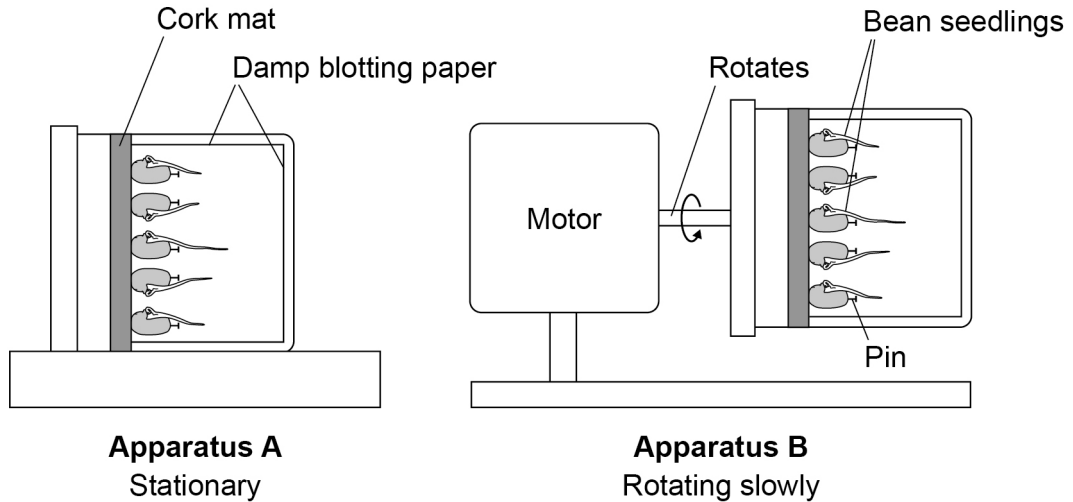 Cork mat
Damp blotting paper
Bean seedlings
Rotates
Motor
Pin
Apparatus A
Stationary
Apparatus B
Rotating slowly